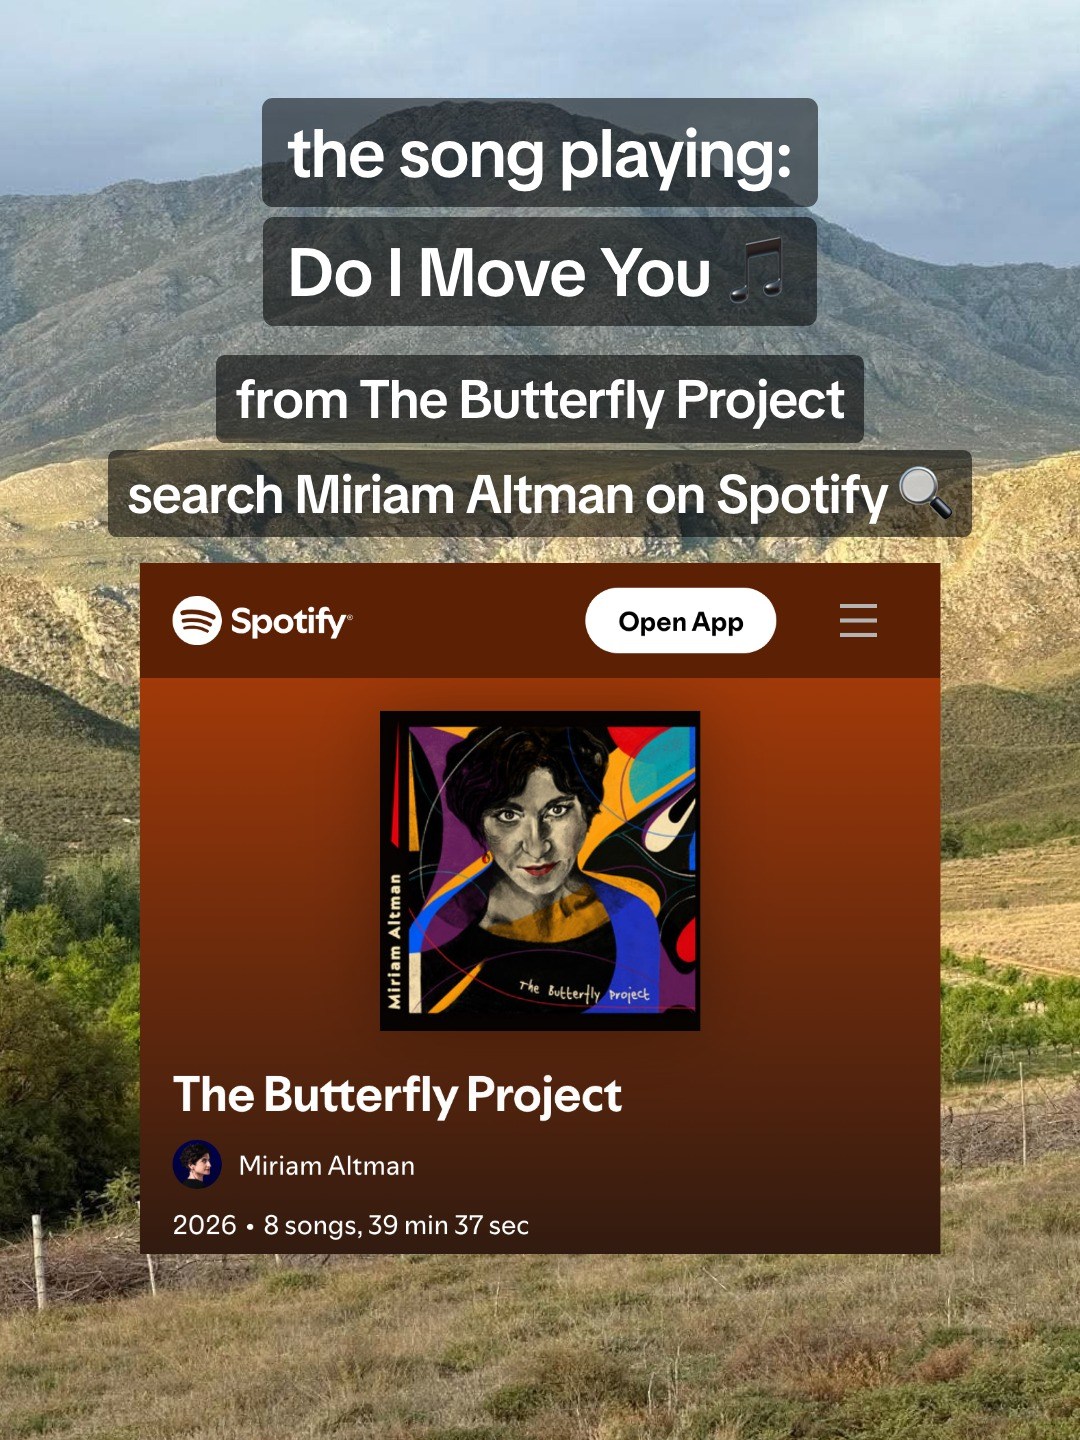 the song playing:
Do I Move You 🎵
from The Butterfly Project
search Miriam Altman on Spotify 🔍
Spotify®
Open App
Miriam Altman
The Butterfly Project
The Butterfly Project
Miriam Altman
2026 • 8 songs, 39 min 37 sec